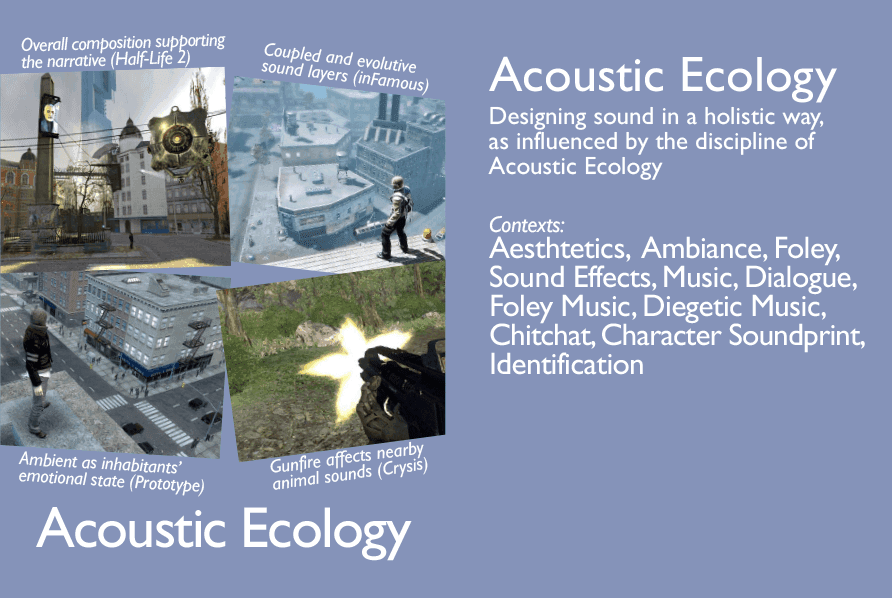 Overall composition supporting
the narrative (Half-Life 2)
Coupled and evolutive
sound layers (inFamous)
Ambient as inhabitants’
emotional state (Prototype)
Gunfire affects nearby
animal sounds (Crysis)
Acoustic Ecology
Acoustic Ecology
Designing sound in a holistic way,
as influenced by the discipline of
Acoustic Ecology
Contexts:
Aesthtetics, Ambiance, Foley,
Sound Effects, Music, Dialogue,
Foley Music, Diegetic Music,
Chitchat, Character Soundprint,
Identification